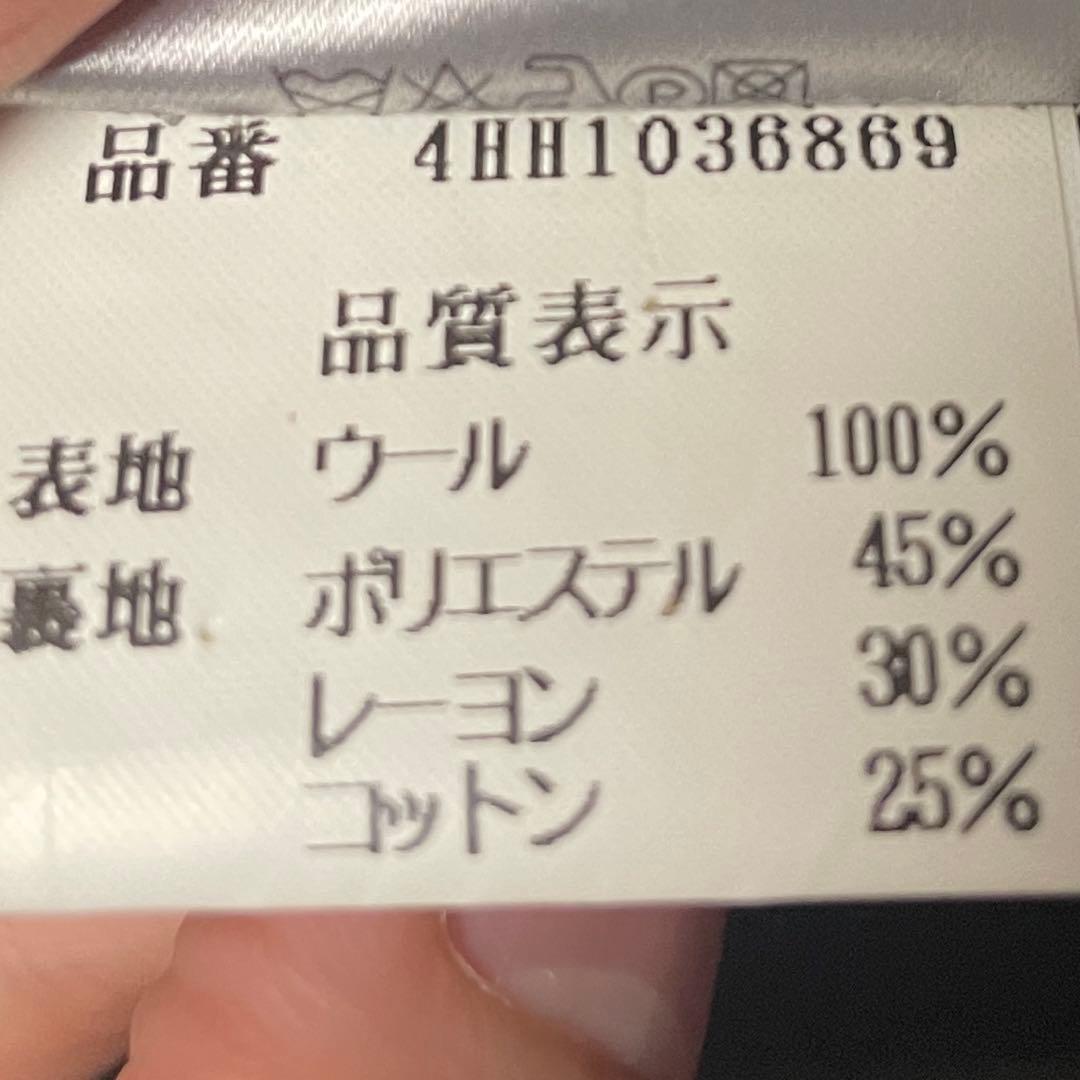 品番 4HH1036869
品質表示
表地 ウール 100%
裏地 ポリエステル 45%
レーヨン 30%
コットン 25%